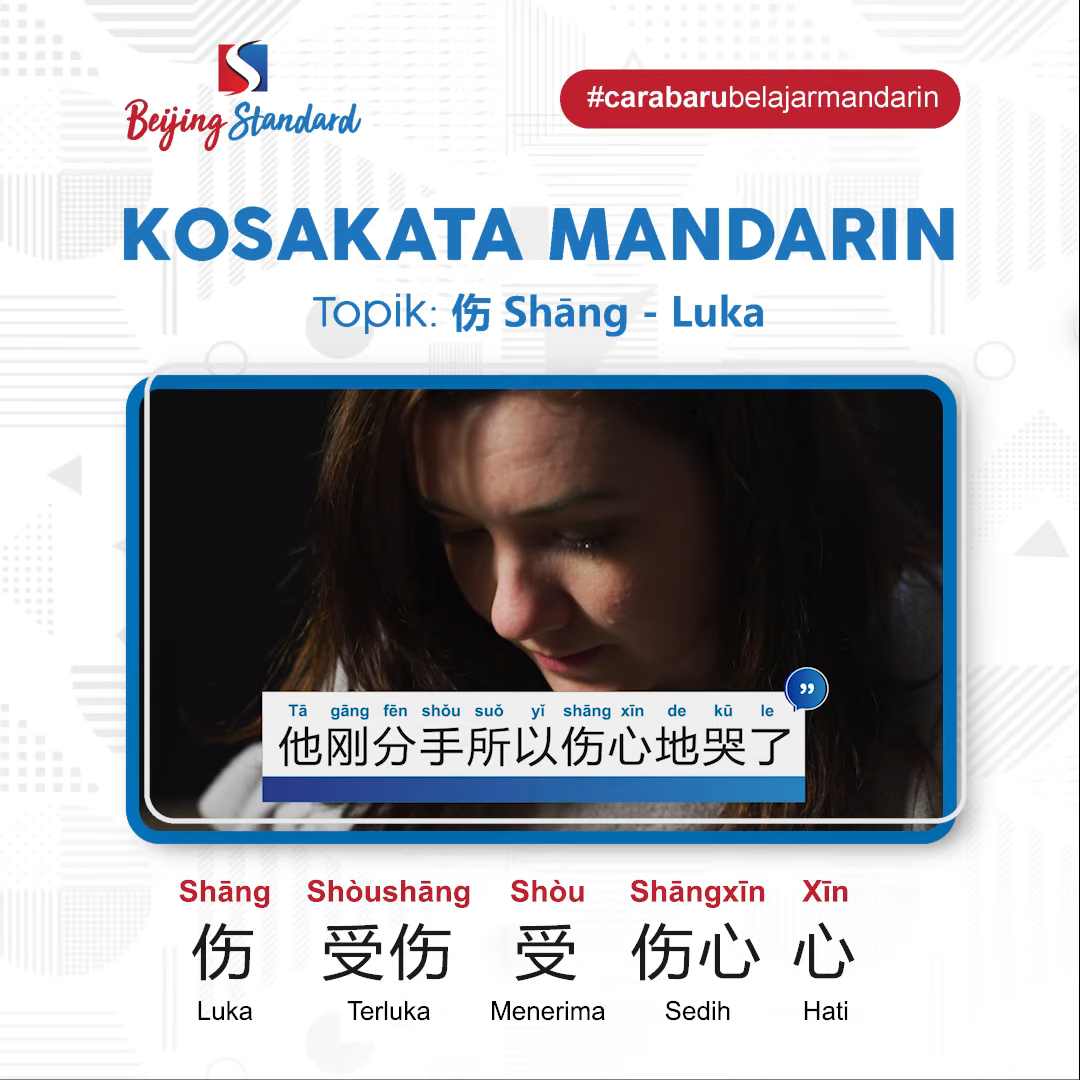 Beijing Standard
#carabarubelajarmandarin
KOSAKATA MANDARIN
Topik: 伤 Shāng - Luka
”
Tā gāng fēn shǒu suǒ yǐ shāng xīn de kū le
他刚分手所以伤心地哭了
Shāng Shòushāng Shòu Shāngxīn Xīn
伤 受伤 受 伤心 心
Luka Terluka Menerima Sedih Hati